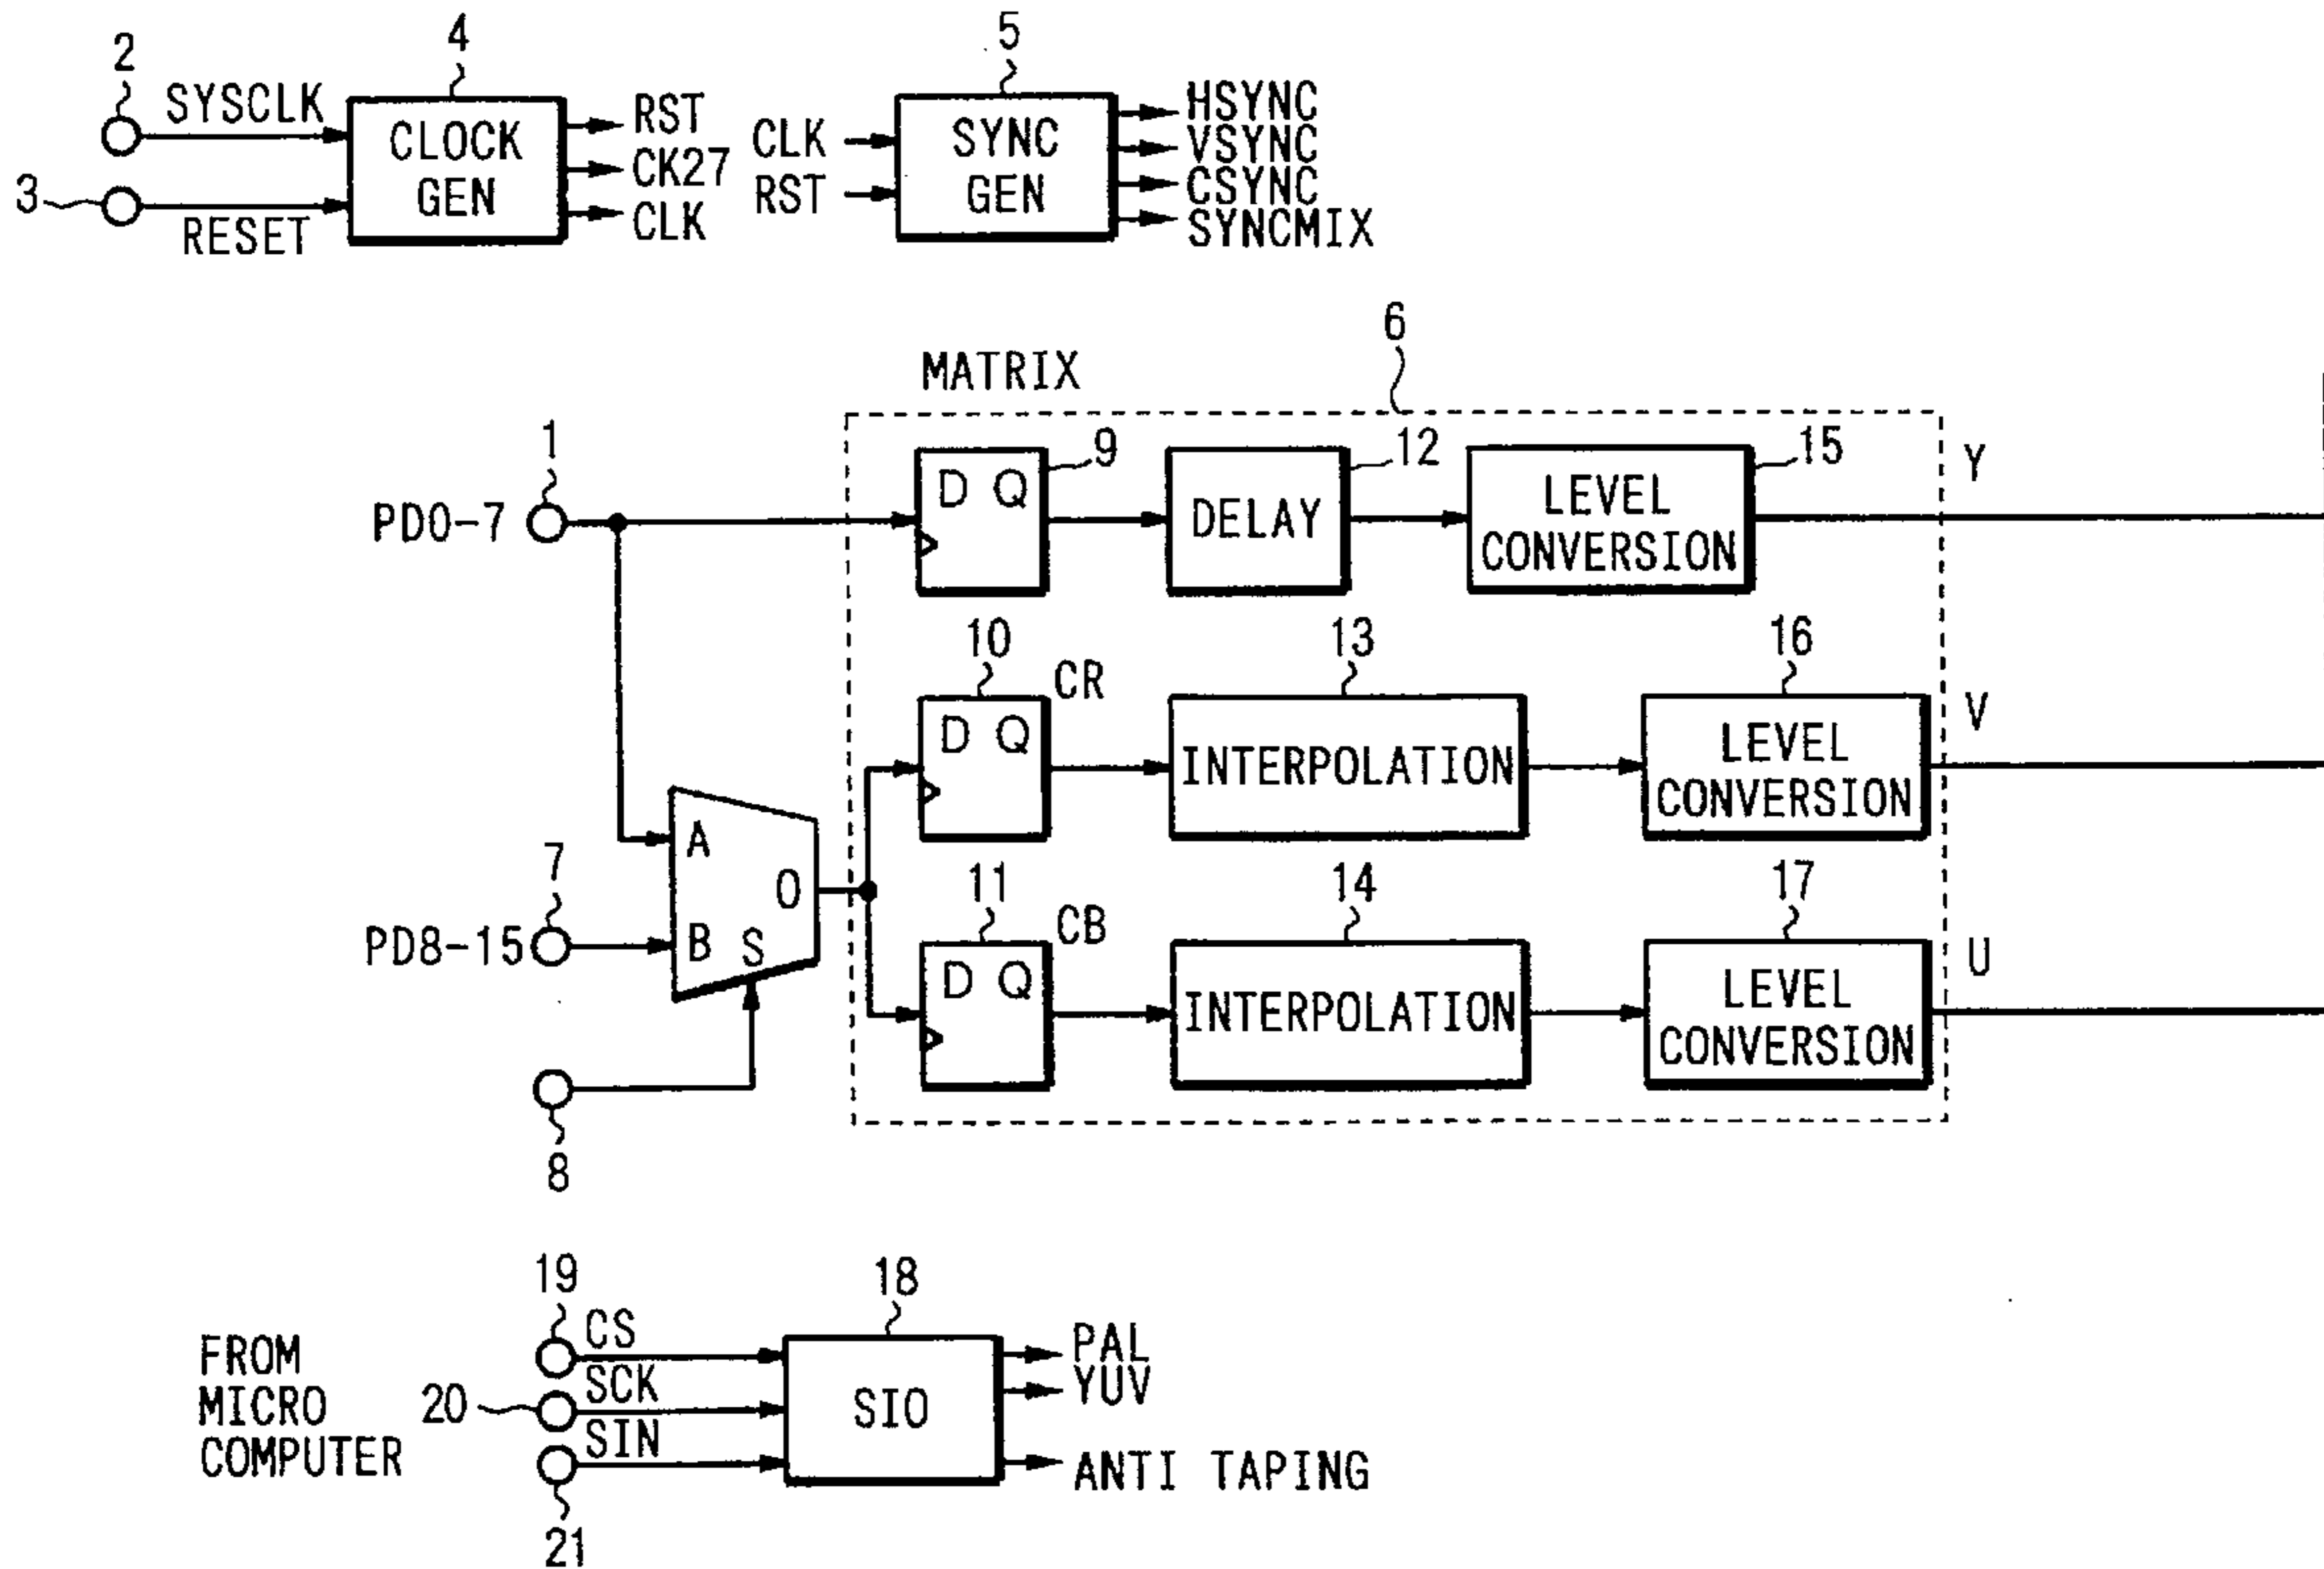 2
SYSCLK
3
RESET
4
CLOCK
GEN
RST
CK27
CLK
5
CLK
RST
SYNC
GEN
HSYNC
VSYNC
CSYNC
SYNCMIX
6
MATRIX
1
PD0-7
9
D Q
12
DELAY
15
LEVEL
CONVERSION
Y
10
CR
D Q
13
INTERPOLATION
16
LEVEL
CONVERSION
V
7
PD8-15
A
B
S
O
8
11
CB
D Q
14
INTERPOLATION
17
LEVEL
CONVERSION
U
FROM
MICRO
COMPUTER
19
CS
20
SCK
SIN
21
18
SIO
PAL
YUV
ANTI TAPING